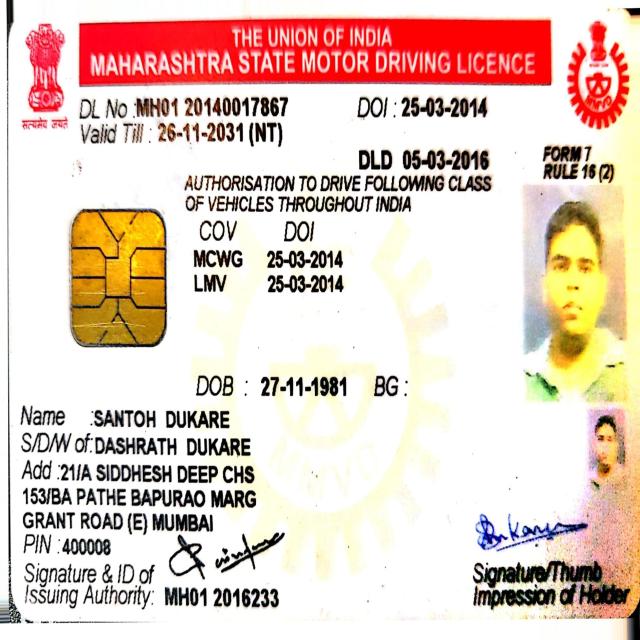 THE UNION OF INDIA
MAHARASHTRA STATE MOTOR DRIVING LICENCE
सत्यमेव जयते
DL No :MH01 20140017867 DOI : 25-03-2014
Valid Till : 26-11-2031 (NT)
DLD 05-03-2016 FORM 7
RULE 16 (2)
AUTHORISATION TO DRIVE FOLLOWING CLASS
OF VEHICLES THROUGHOUT INDIA
COV DOI
MCWG 25-03-2014
LMV 25-03-2014
DOB : 27-11-1981 BG :
Name :SANTOH DUKARE
S/D/W of:DASHRATH DUKARE
Add :21/A SIDDHESH DEEP CHS
153/BA PATHE BAPURAO MARG
GRANT ROAD (E) MUMBAI
PIN :400008
Signature & ID of
Issuing Authority: MH01 2016233
Signature/Thumb
Impression of Holder